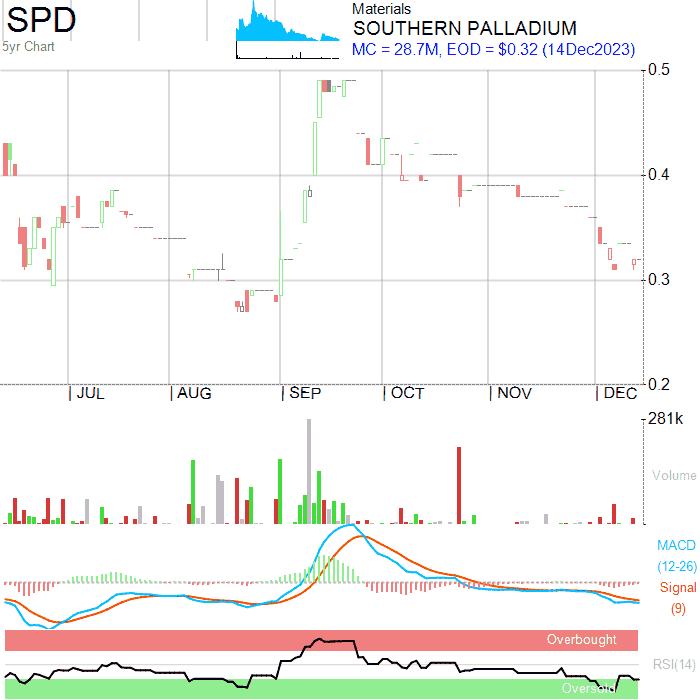 SPD
5yr Chart
Materials
SOUTHERN PALLADIUM
MC = 28.7M, EOD = $0.32 (14Dec2023)
0.5
0.4
0.3
0.2
JUL AUG SEP OCT NOV DEC
281k
Volume
MACD
(12-26)
Signal
(9)
Overbought
RSI(14)
Oversold